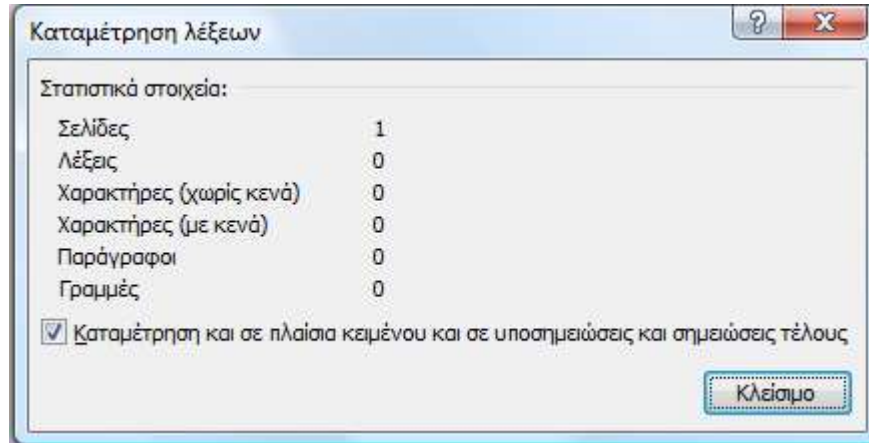 Καταμέτρηση λέξεων
Στατιστικά στοιχεία:
Σελίδες 1
Λέξεις 0
Χαρακτήρες (χωρίς κενά) 0
Χαρακτήρες (με κενά) 0
Παράγραφοι 0
Γραμμές 0
Καταμέτρηση και σε πλαίσια κειμένου και σε υποσημειώσεις και σημειώσεις τέλους
Κλείσιμο